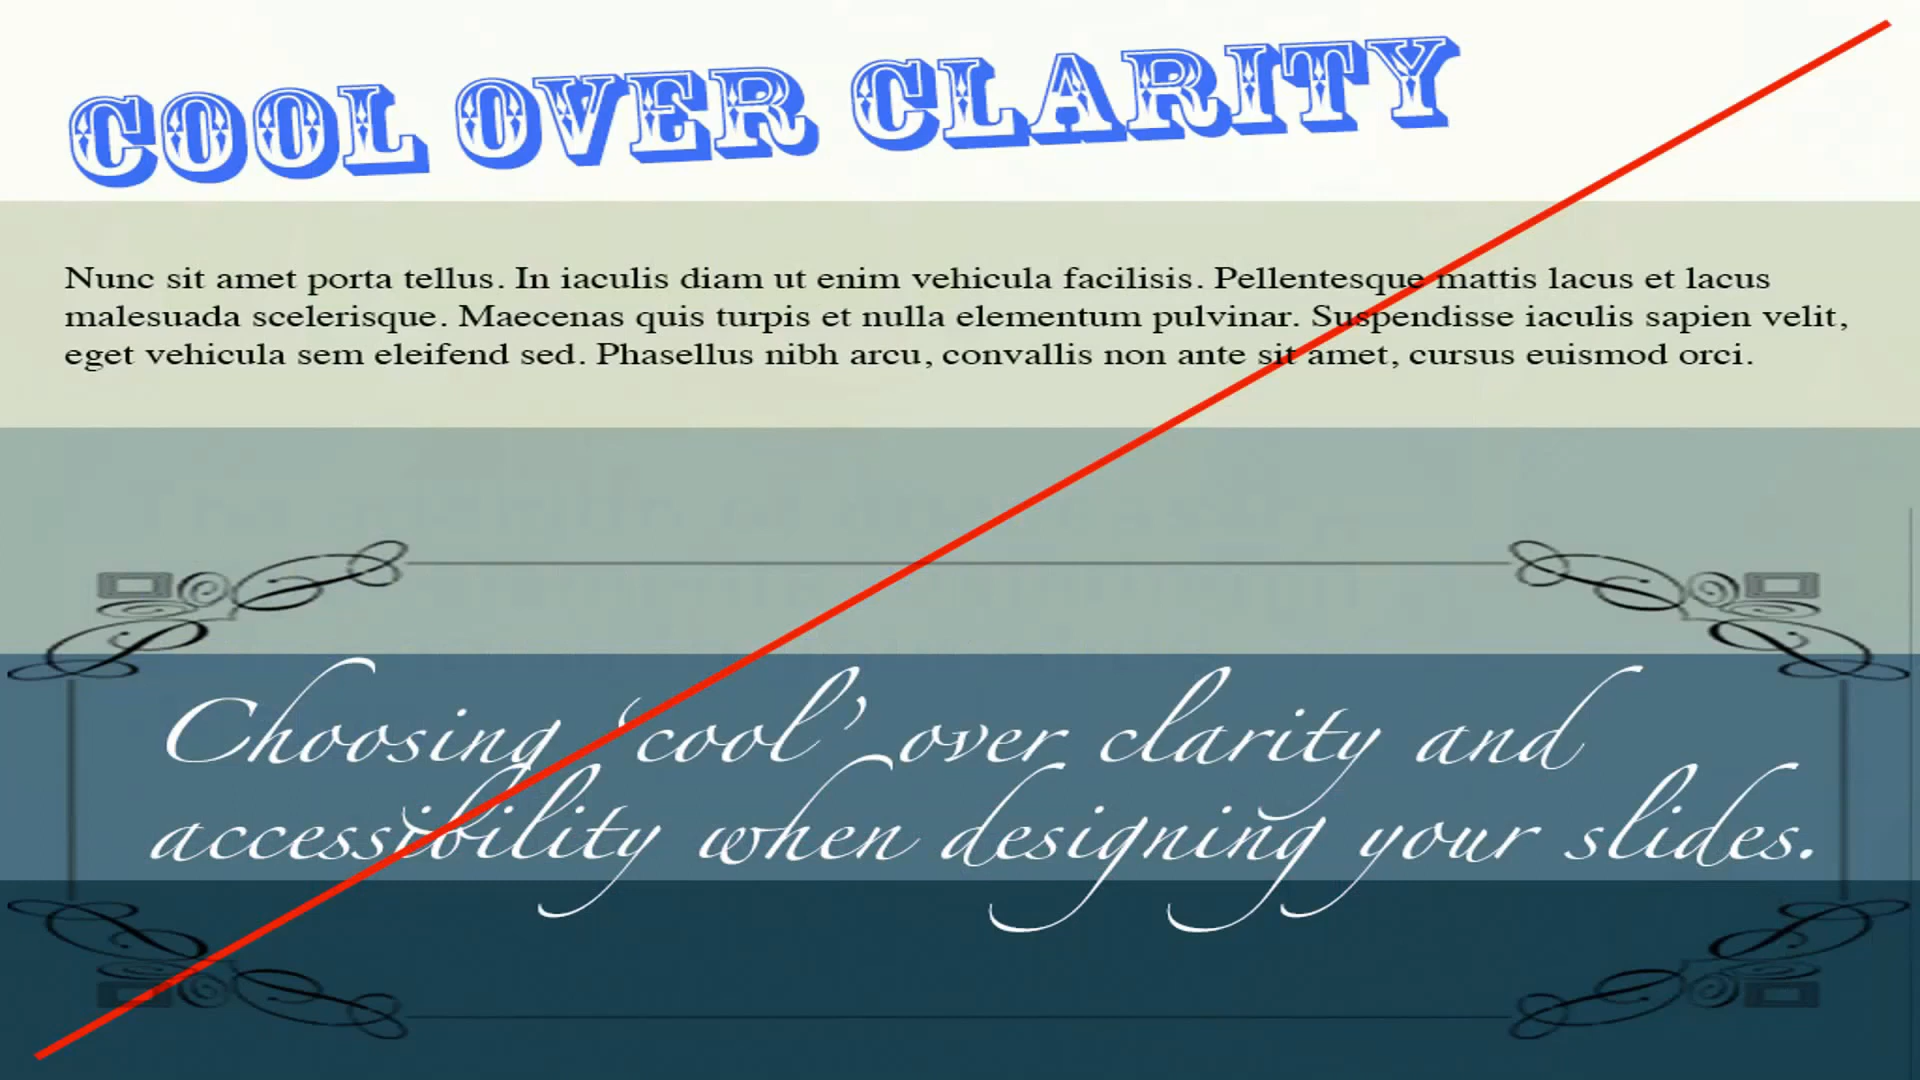 COOL OVER CLARITY
Nunc sit amet porta tellus. In iaculis diam ut enim vehicula facilisis. Pellentesque mattis lacus et lacus
malesuada scelerisque. Maecenas quis turpis et nulla elementum pulvinar. Suspendisse iaculis sapien velit,
eget vehicula sem eleifend sed. Phasellus nibh arcu, convallis non ante sit amet, cursus euismod orci.
Choosing ‘cool’ over clarity and
accessibility when designing your slides.